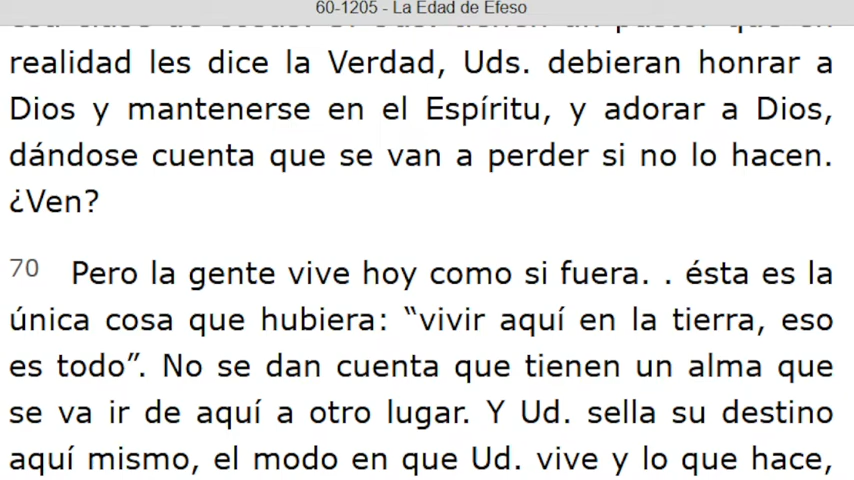 60-1205 - La Edad de Efeso
realidad les dice la Verdad, Uds. debieran honrar a
Dios y mantenerse en el Espíritu, y adorar a Dios,
dándose cuenta que se van a perder si no lo hacen.
¿Ven?
70 Pero la gente vive hoy como si fuera. . ésta es la
única cosa que hubiera: “vivir aquí en la tierra, eso
es todo”. No se dan cuenta que tienen un alma que
se va ir de aquí a otro lugar. Y Ud. sella su destino
aquí mismo, el modo en que Ud. vive y lo que hace,